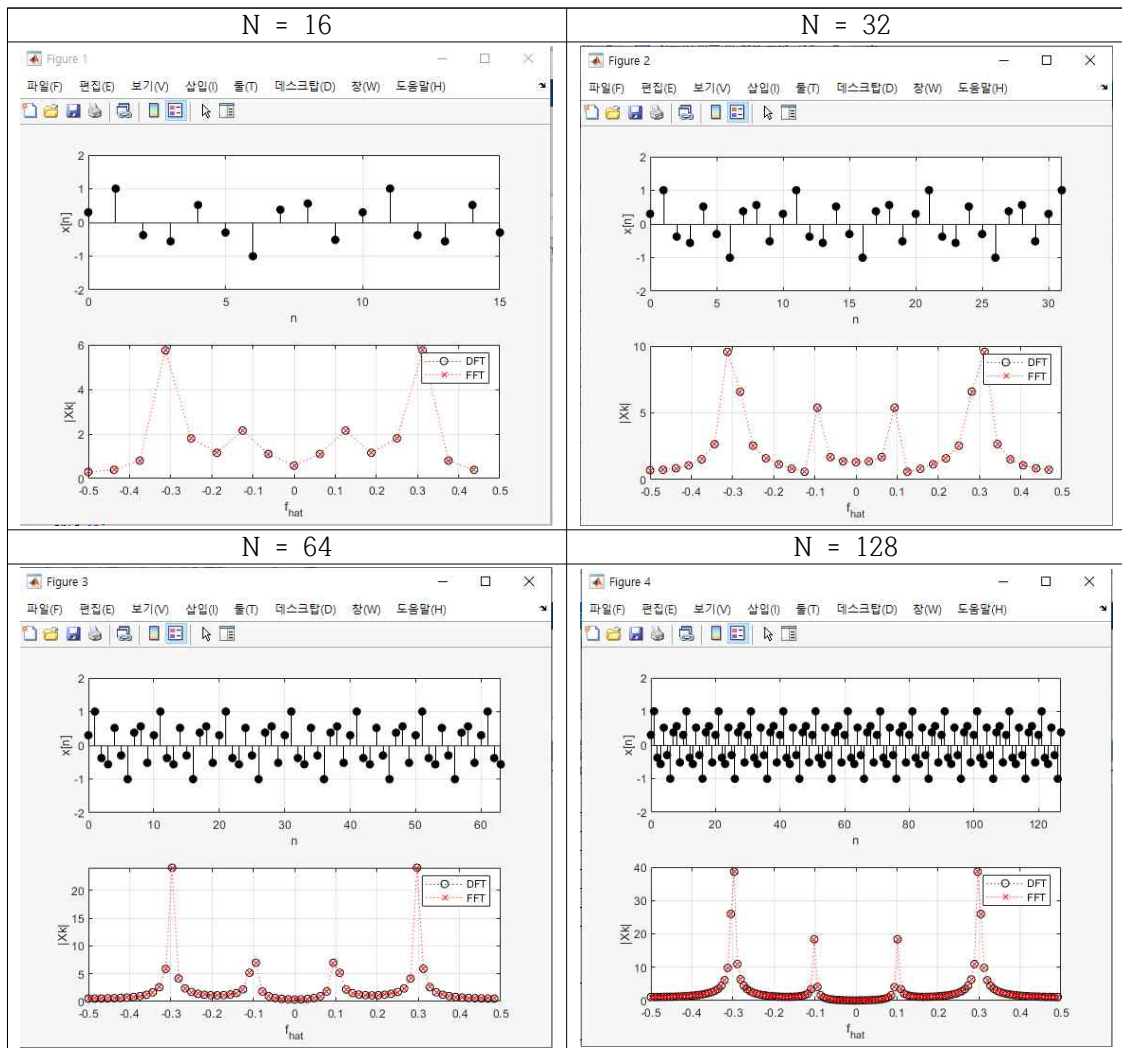 N = 16
N = 32
Figure 1
파일(F) 편집(E) 보기(V) 삽입(I) 툴(T) 데스크탑(D) 창(W) 도움말(H)
2
1
0
-1
-2
x[n]
0 5 10 15
n
6
4
2
0
|Xk|
DFT
FFT
-0.5 -0.4 -0.3 -0.2 -0.1 0 0.1 0.2 0.3 0.4 0.5
f_hat
Figure 2
파일(F) 편집(E) 보기(V) 삽입(I) 툴(T) 데스크탑(D) 창(W) 도움말(H)
2
1
0
-1
-2
x[n]
0 5 10 15 20 25 30
n
10
5
0
|Xk|
DFT
FFT
-0.5 -0.4 -0.3 -0.2 -0.1 0 0.1 0.2 0.3 0.4 0.5
f_hat
N = 64
N = 128
Figure 3
파일(F) 편집(E) 보기(V) 삽입(I) 툴(T) 데스크탑(D) 창(W) 도움말(H)
2
1
0
-1
-2
x[n]
0 10 20 30 40 50 60
n
20
15
10
5
0
|Xk|
DFT
FFT
-0.5 -0.4 -0.3 -0.2 -0.1 0 0.1 0.2 0.3 0.4 0.5
f_hat
Figure 4
파일(F) 편집(E) 보기(V) 삽입(I) 툴(T) 데스크탑(D) 창(W) 도움말(H)
2
1
0
-1
-2
x[n]
0 20 40 60 80 100 120
n
40
30
20
10
0
|Xk|
DFT
FFT
-0.5 -0.4 -0.3 -0.2 -0.1 0 0.1 0.2 0.3 0.4 0.5
f_hat